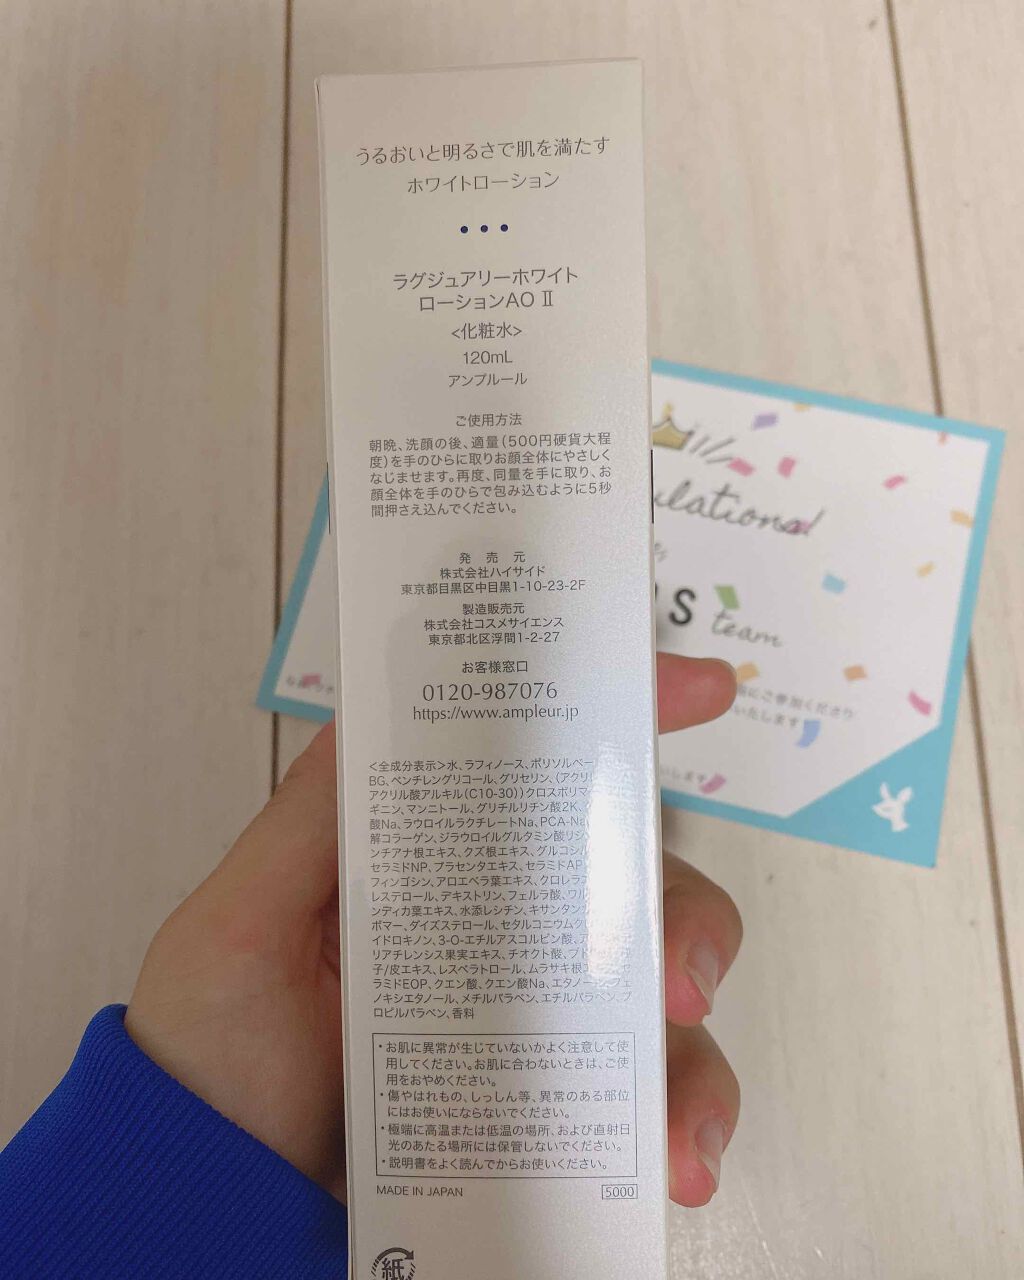 うるおいと明るさで肌を満たす
ホワイトローション
ラグジュアリーホワイト
ローションAO II
<化粧水>
120mL
アンプルール
ご使用方法
朝晩、洗顔の後、適量(500円硬貨大程
度)を手のひらに取りお顔全体にやさしく
なじませます。再度、同量を手に取り、お
顔全体を手のひらで包み込むように5秒
間押さえ込んでください。
発 売 元
株式会社ハイサイド
東京都目黒区中目黒1-10-23-2F
製造販売元
株式会社コスメサイエンス
東京都北区浮間1-2-27
お客様窓口
0120-987076
https://www.ampleur.jp
<全成分表示>水、ラフィノース、ポリソルベー
BG、ペンチレングリコール、グリセリン、(アクリル
アクリル酸アルキル(C10-30))クロスポリマー
ギニン、マンニトール、グリチルリチン酸2K、
酸Na、ラウロイルラクチレートNa、PCA-Na
解コラーゲン、ジラウロイルグルタミン酸リシン
ンチアナ根エキス、クズ根エキス、グルコシル
セラミドNP、プラセンタエキス、セラミドAP
フィンゴシン、アロエベラ葉エキス、クロレラエ
レステロール、デキストリン、フェルラ酸、ワル
ンディカ葉エキス、水添レシチン、キサンタンガ
ボマー、ダイズステロール、セタルコニウムク
イドロキノン、3-O-エチルアスコルビン酸、ア
リアチレンシス果実エキス、チオクト酸、ブド
子/皮エキス、レスベラトロール、ムラサキ根エ セ
ラミドEOP、クエン酸、クエン酸Na、エタノール、フェ
ノキシエタノール、メチルパラベン、エチルパラベン、プ
ロピルパラベン、香料
・お肌に異常が生じていないかよく注意して使
用してください。お肌に合わないときは、ご使
用をおやめください。
・傷やはれもの、しっしん等、異常のある部位
にはお使いにならないでください。
・極端に高温または低温の場所、および直射日
光のあたる場所には保管しないでください。
・説明書をよく読んでからお使いください。
MADE IN JAPAN
5000
紙
ulations!
S team
にご参加くださり
いたします